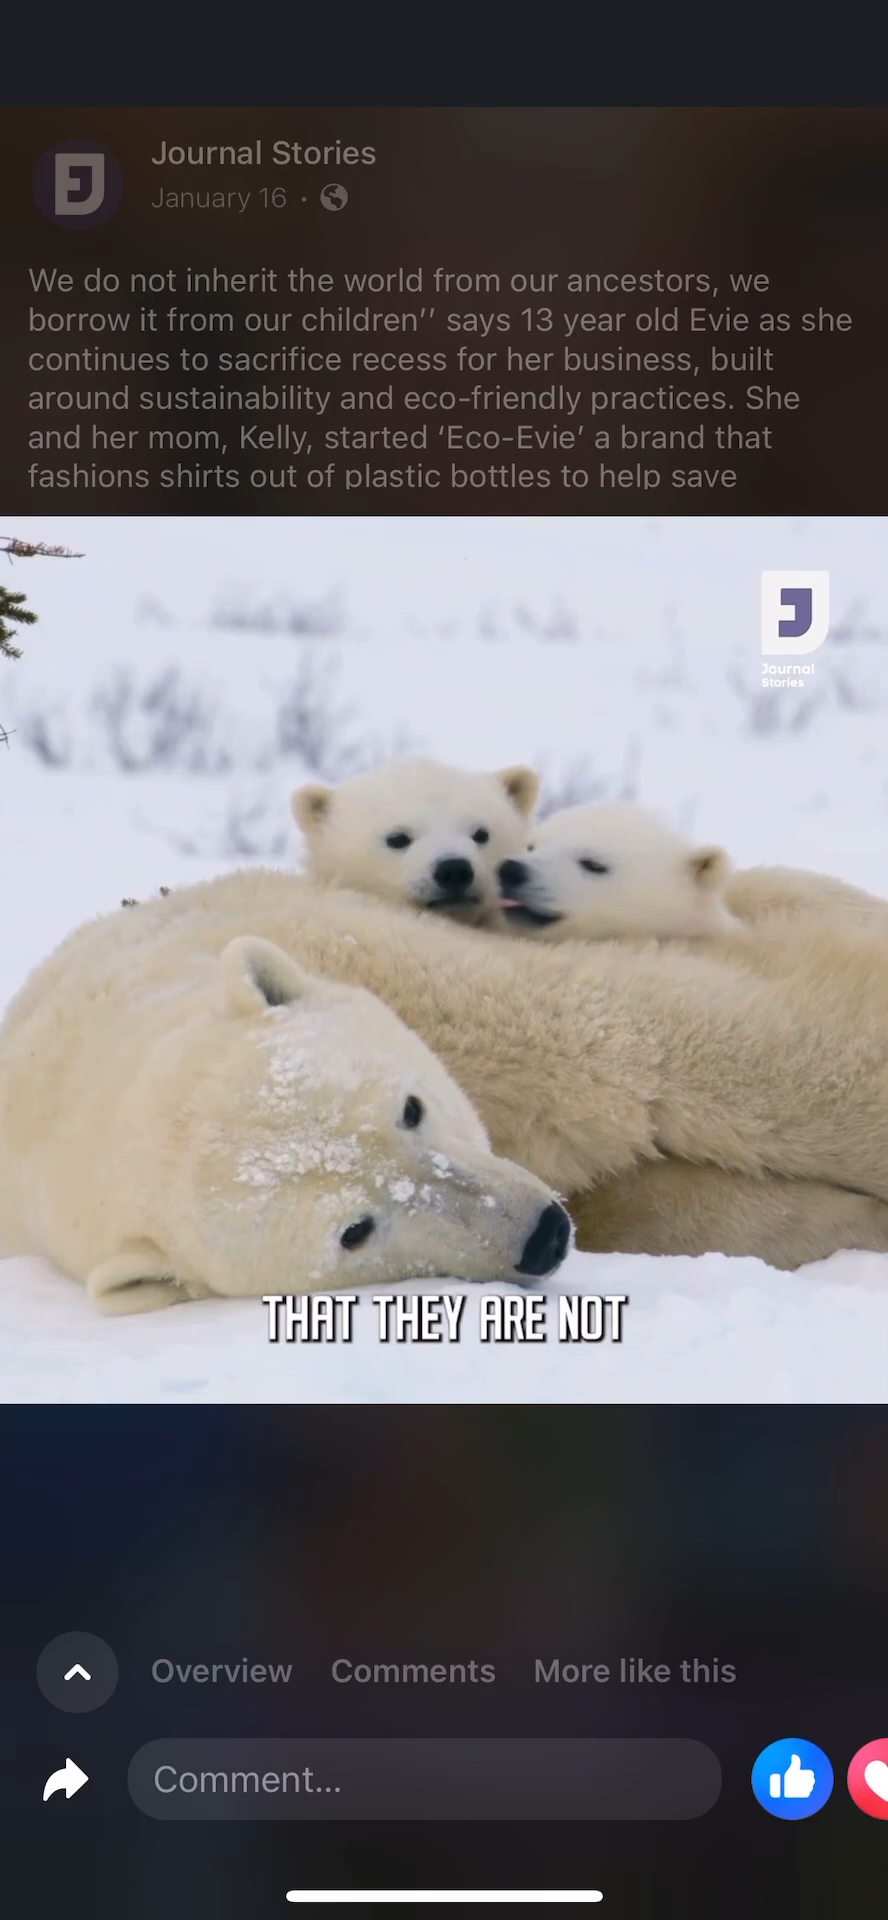 Journal Stories
January 16 •
We do not inherit the world from our ancestors, we
borrow it from our children’’ says 13 year old Evie as she
continues to sacrifice recess for her business, built
around sustainability and eco-friendly practices. She
and her mom, Kelly, started ‘Eco-Evie’ a brand that
fashions shirts out of plastic bottles to help save
Journal
Stories
THAT THEY ARE NOT
Overview Comments More like this
Comment...